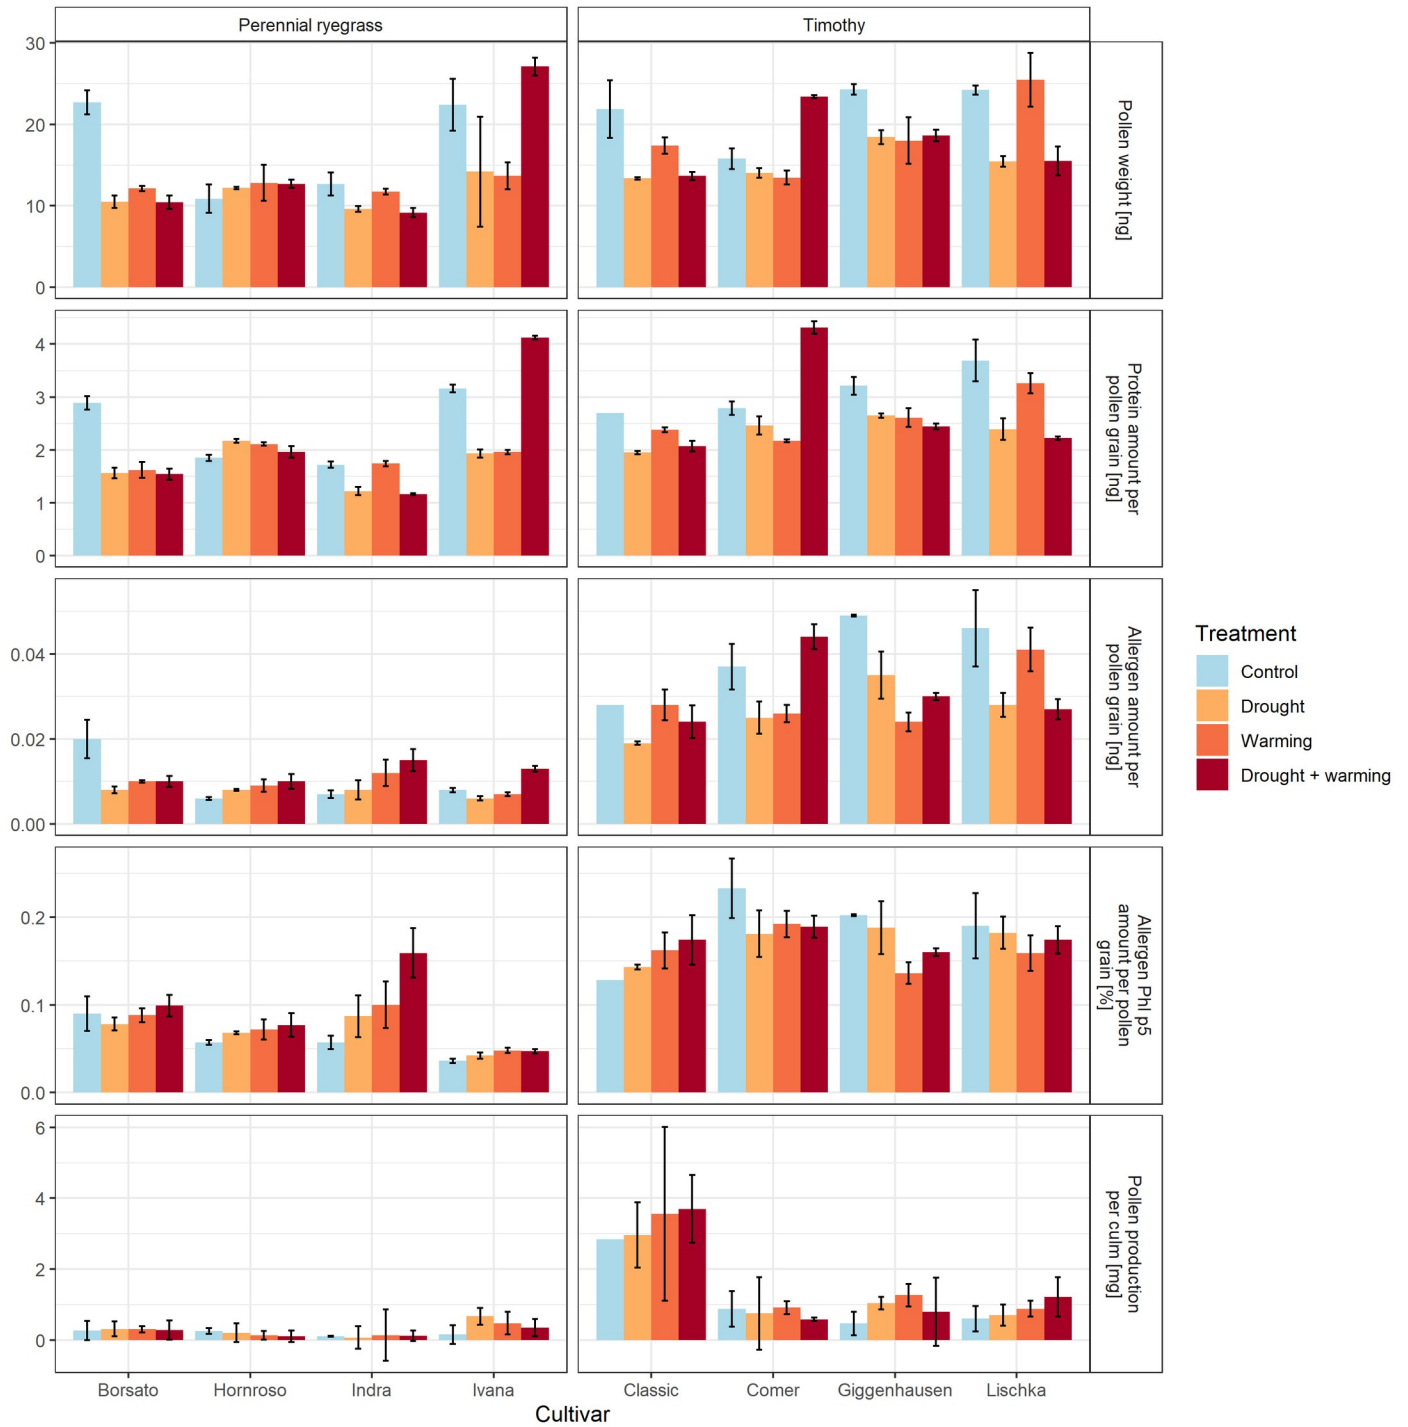 Perennial ryegrass
Timothy
30
20
10
0
Pollen weight [ng]
4
3
2
1
0
Protein amount per
pollen grain [ng]
0.04
0.02
0.00
Allergen amount per
pollen grain [ng]
0.2
0.1
0.0
Allergen Phl p5
amount per pollen
grain [%]
6
4
2
0
Pollen production
per culm [mg]
Borsato
Hornroso
Indra
Ivana
Classic
Comer
Giggenhausen
Lischka
Cultivar
Treatment
Control
Drought
Warming
Drought + warming